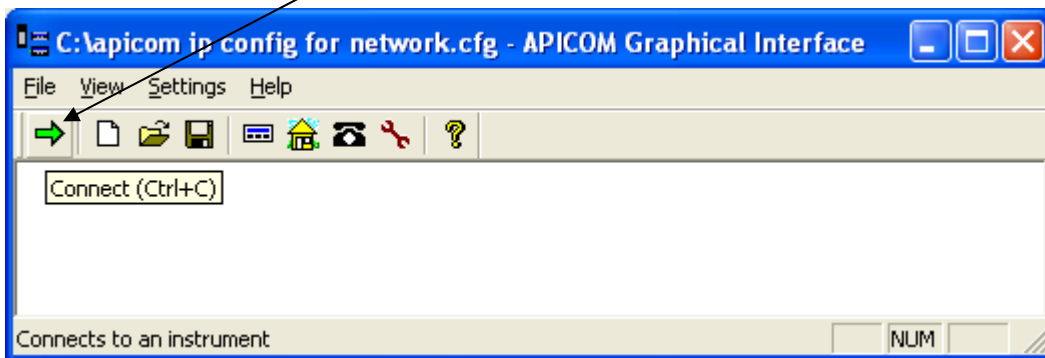 C:\apicom ip config for network.cfg - APICOM Graphical Interface
File View Settings Help
Connect (Ctrl+C)
Connects to an instrument
NUM